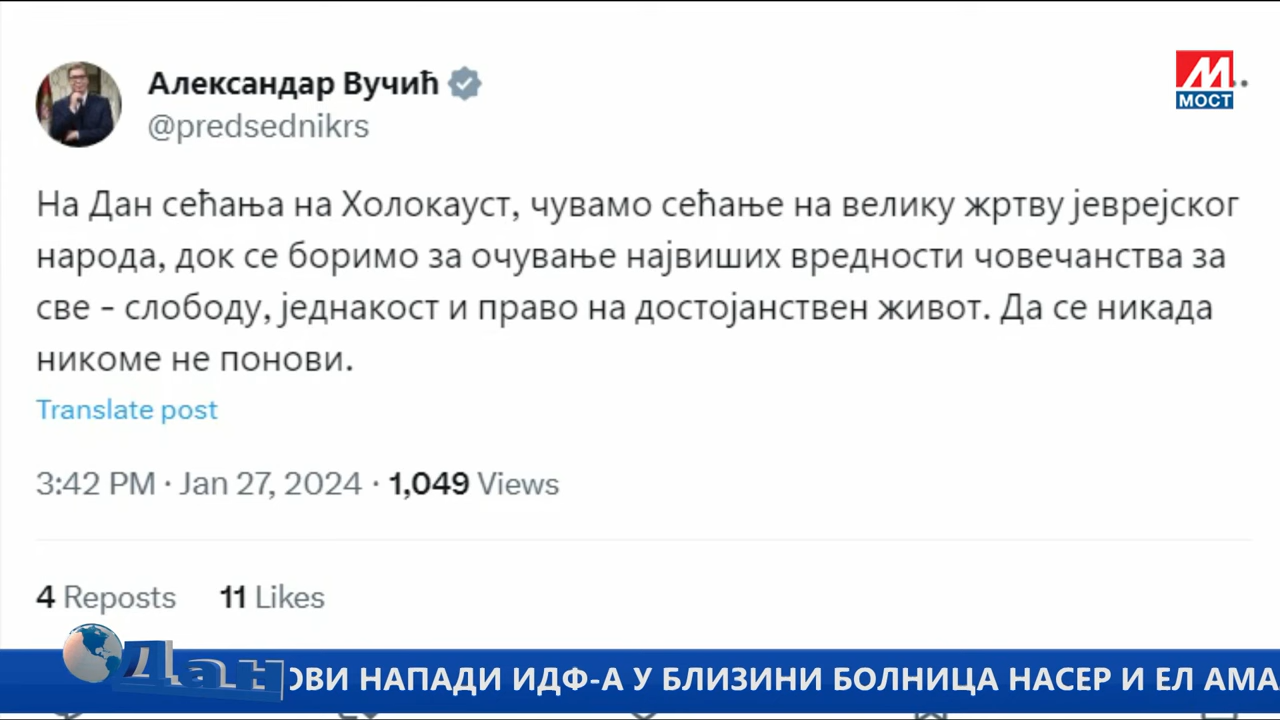 Александар Вучић
@predsednikrs
М
МОСТ
На Дан сећања на Холокауст, чувамо сећање на велику жртву јеврејског
народа, док се боримо за очување највиших вредности човечанства за
све – слободу, једнакост и право на достојанствен живот. Да се никада
никоме не понови.
Translate post
3:42 PM · Jan 27, 2024 · 1,049 Views
4 Reposts 11 Likes
Дан
НАПАДИ ИДФ-А У БЛИЗИНИ БОЛНИЦА НАСЕР И ЕЛ